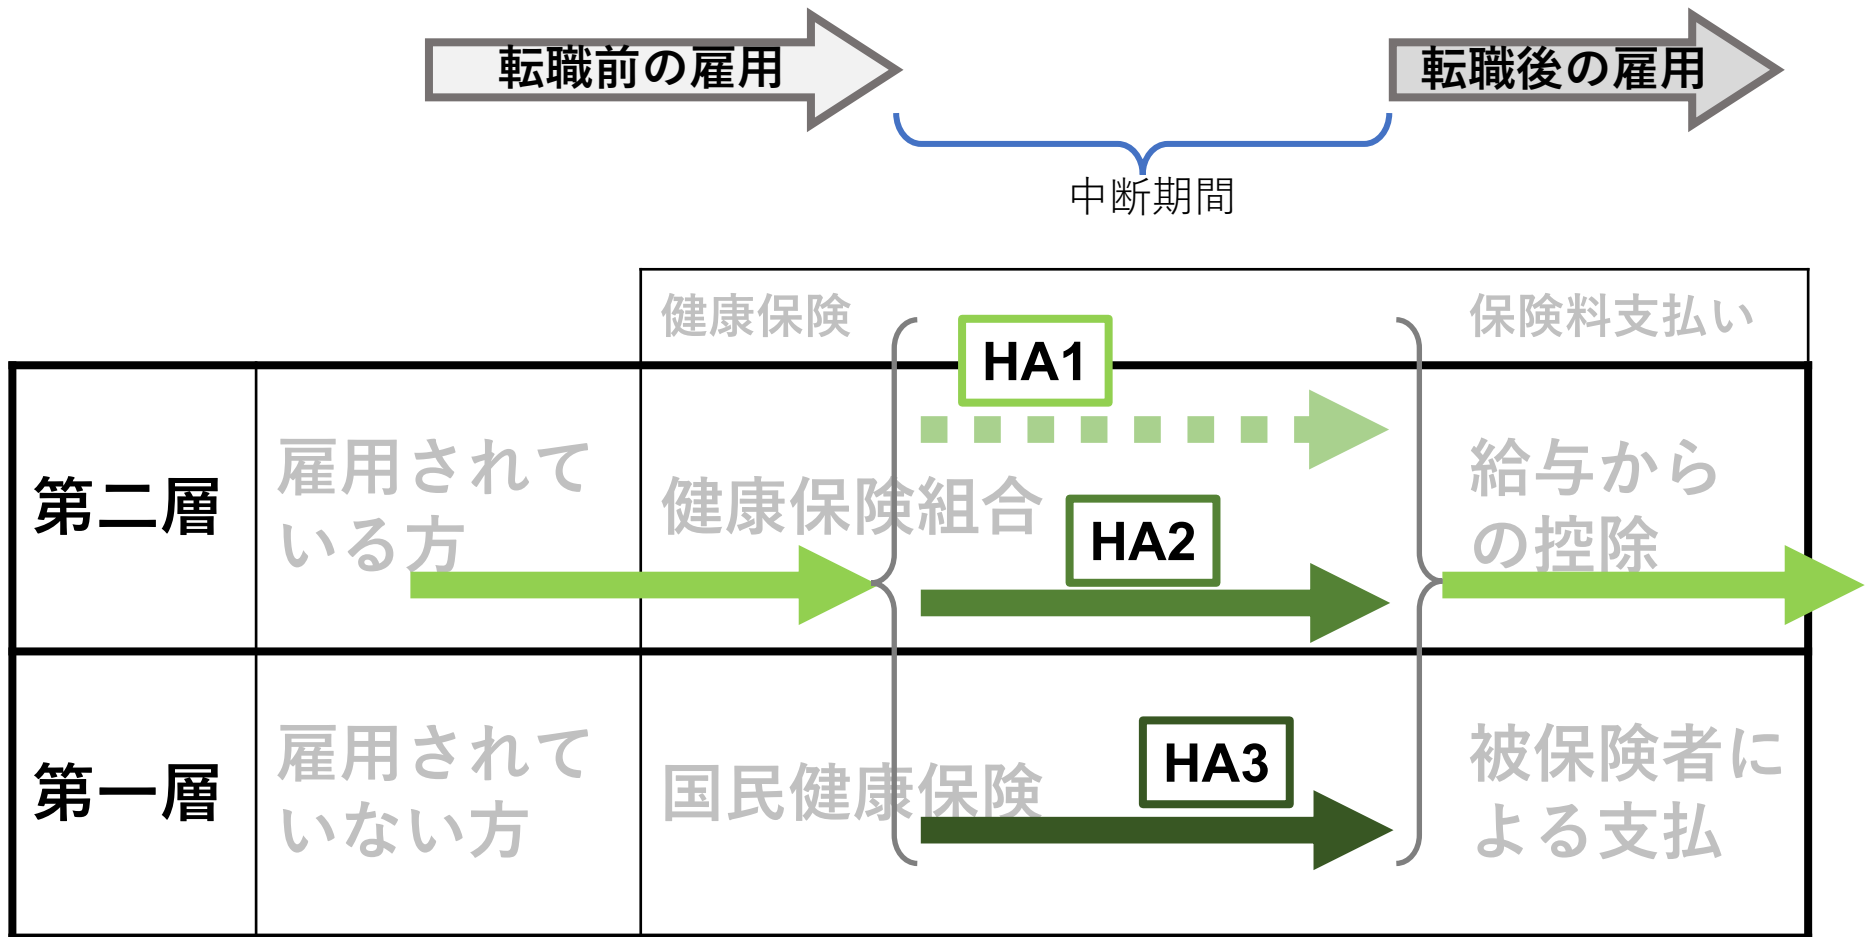 転職前の雇用
転職後の雇用
中断期間
健康保険
保険料支払い
HA1
第二層
雇用されて
いる方
健康保険組合
HA2
給与から
の控除
第一層
雇用されて
いない方
国民健康保険
HA3
被保険者に
よる支払